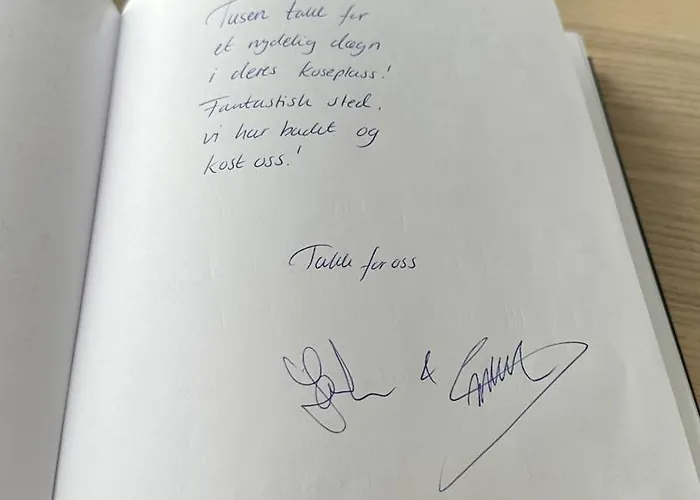 Tusen takk for
et nydelig døgn
i deres koseplass!
Fantastisk sted,
vi har badet og
kost oss!
Takk for oss
&